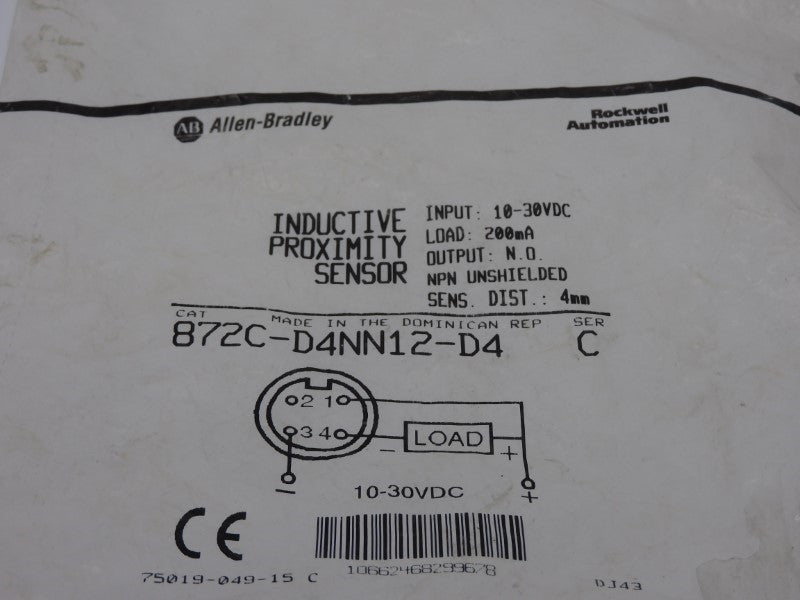 AB Allen-Bradley
Rockwell
Automation
INDUCTIVE
PROXIMITY
SENSOR
INPUT: 10-30VDC
LOAD: 200mA
OUTPUT: N.O.
NPN UNSHIELDED
SENS. DIST.: 4mm
CAT MADE IN THE DOMINICAN REP SER
872C-D4NN12-D4 C
2 1
3 4
LOAD
- +
- 10-30VDC +
CE
10662468299678
75019-049-15 C
DJ43